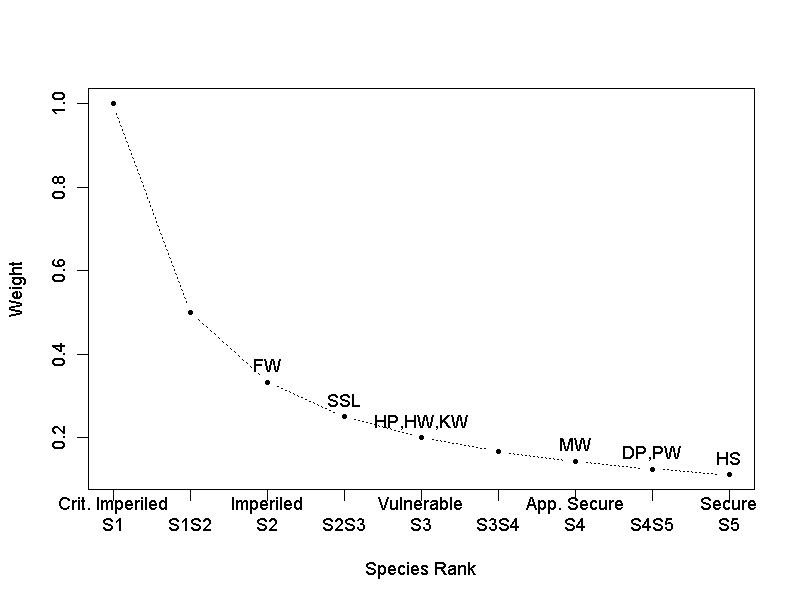 1.0
0.8
0.6
0.4
0.2
Weight
FW
SSL
HP,HW,KW
MW
DP,PW
HS
Crit. Imperiled Imperiled Vulnerable App. Secure Secure
S1 S1S2 S2 S2S3 S3 S3S4 S4 S4S5 S5
Species Rank